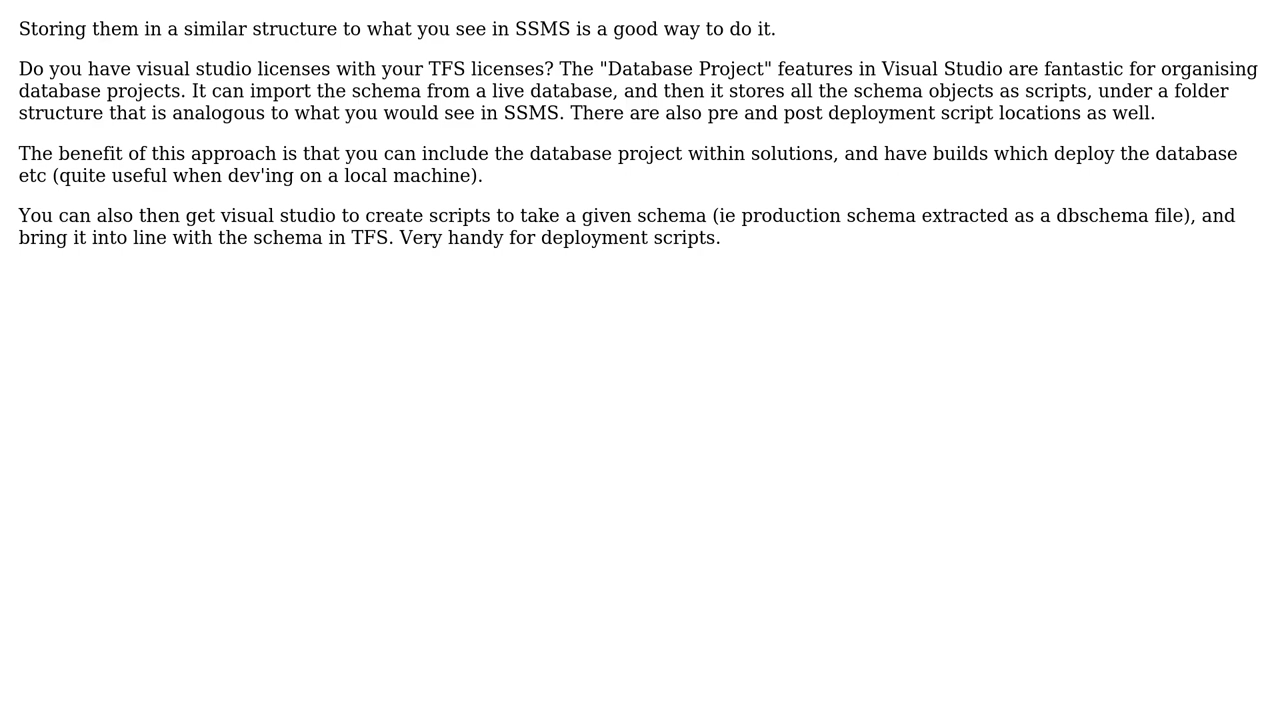 Storing them in a similar structure to what you see in SSMS is a good way to do it.
Do you have visual studio licenses with your TFS licenses? The "Database Project" features in Visual Studio are fantastic for organising
database projects. It can import the schema from a live database, and then it stores all the schema objects as scripts, under a folder
structure that is analogous to what you would see in SSMS. There are also pre and post deployment script locations as well.
The benefit of this approach is that you can include the database project within solutions, and have builds which deploy the database
etc (quite useful when dev'ing on a local machine).
You can also then get visual studio to create scripts to take a given schema (ie production schema extracted as a dbschema file), and
bring it into line with the schema in TFS. Very handy for deployment scripts.